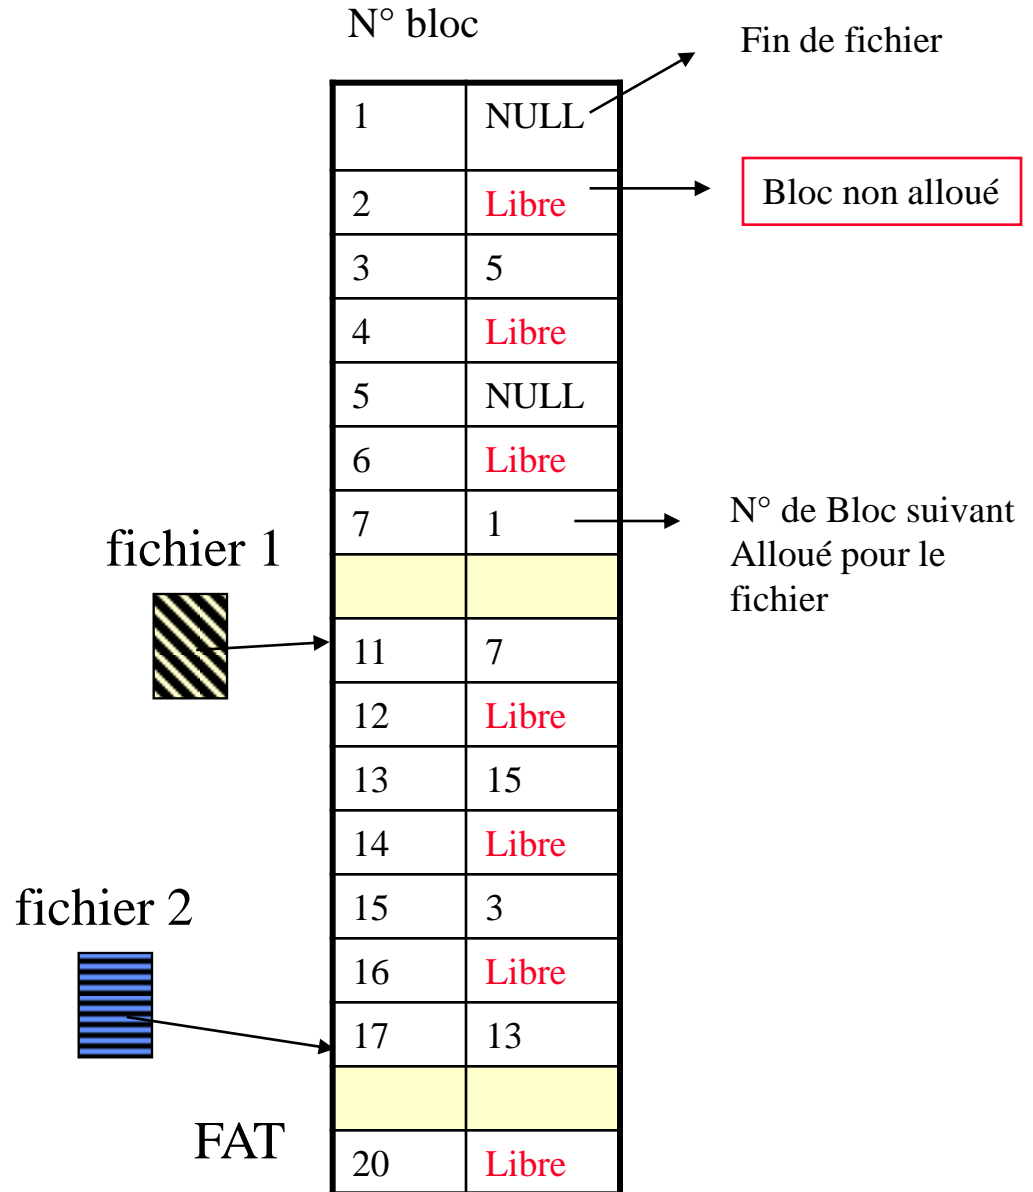 N° bloc
Fin de fichier
1 NULL
2 Libre
Bloc non alloué
3 5
4 Libre
5 NULL
6 Libre
7 1
N° de Bloc suivant
Alloué pour le
fichier
fichier 1
11 7
12 Libre
13 15
14 Libre
15 3
fichier 2
16 Libre
17 13
FAT
20 Libre